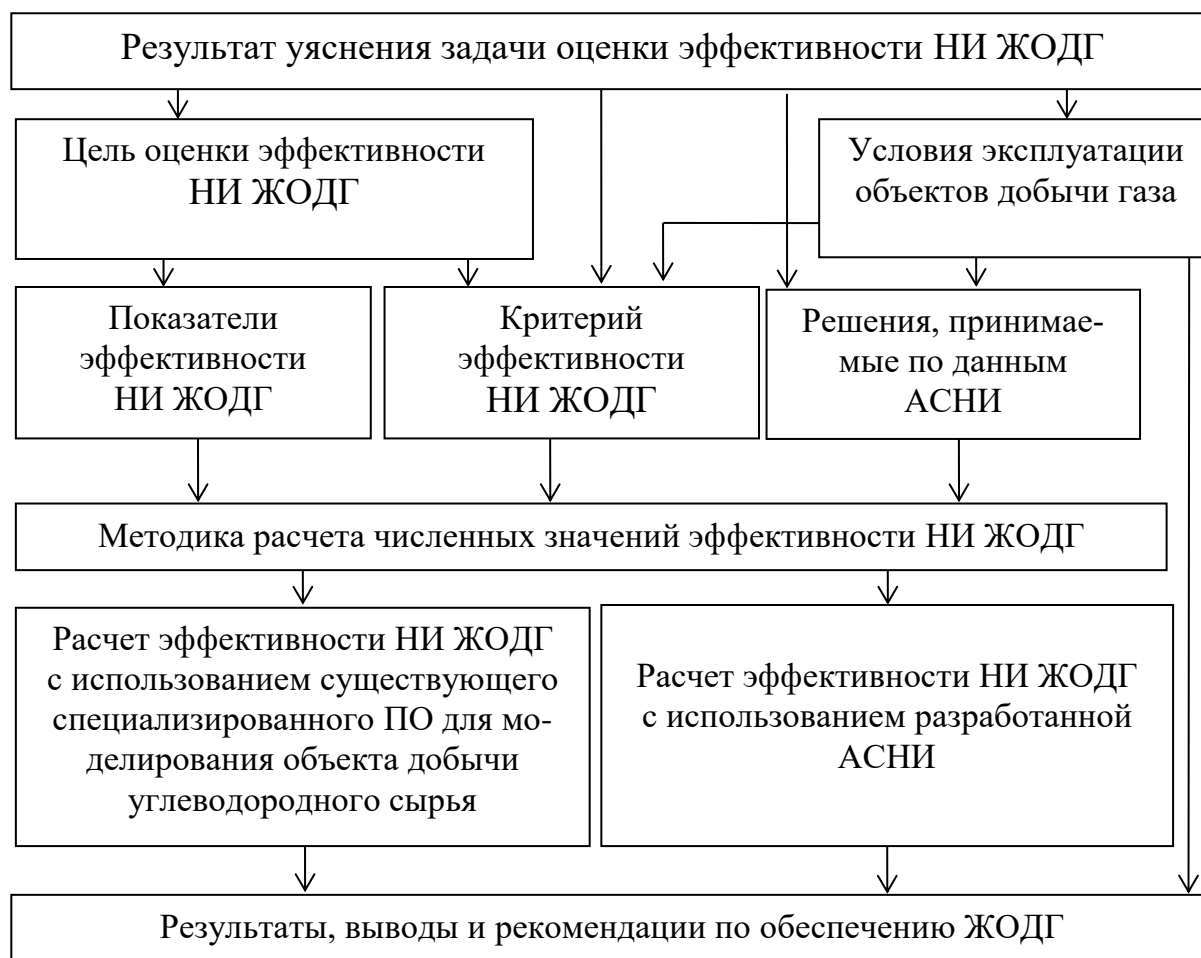 Результат уяснения задачи оценки эффективности НИ ЖОДГ
Цель оценки эффективности
НИ ЖОДГ
Условия эксплуатации
объектов добычи газа
Показатели
эффективности
НИ ЖОДГ
Критерий
эффективности
НИ ЖОДГ
Решения, принимае-
мые по данным
АСНИ
Методика расчета численных значений эффективности НИ ЖОДГ
Расчет эффективности НИ ЖОДГ
с использованием существующего
специализированного ПО для мо-
делирования объекта добычи
углеводородного сырья
Расчет эффективности НИ ЖОДГ
с использованием разработанной
АСНИ
Результаты, выводы и рекомендации по обеспечению ЖОДГ